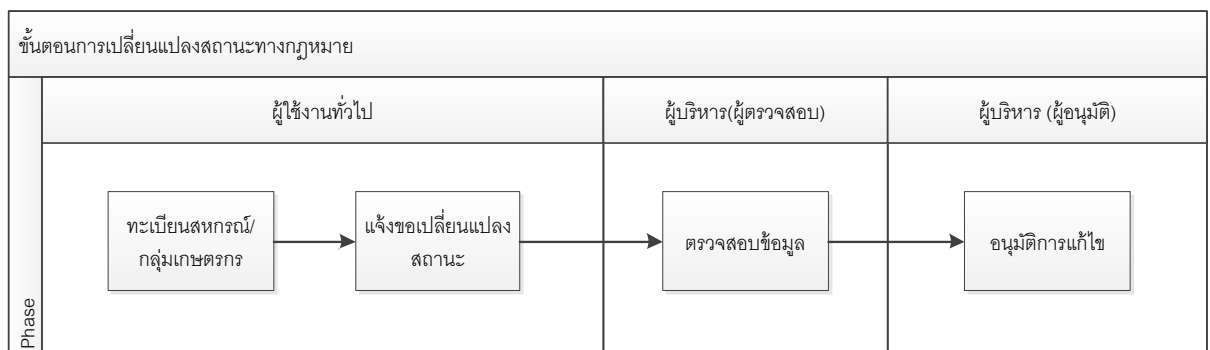 ขั้นตอนการเปลี่ยนแปลงสถานะทางกฎหมาย
ผู้ใช้งานทั่วไป
ผู้บริหาร(ผู้ตรวจสอบ)
ผู้บริหาร (ผู้อนุมัติ)
ทะเบียนสหกรณ์/
กลุ่มเกษตรกร
แจ้งขอเปลี่ยนแปลง
สถานะ
ตรวจสอบข้อมูล
อนุมัติการแก้ไข
Phase